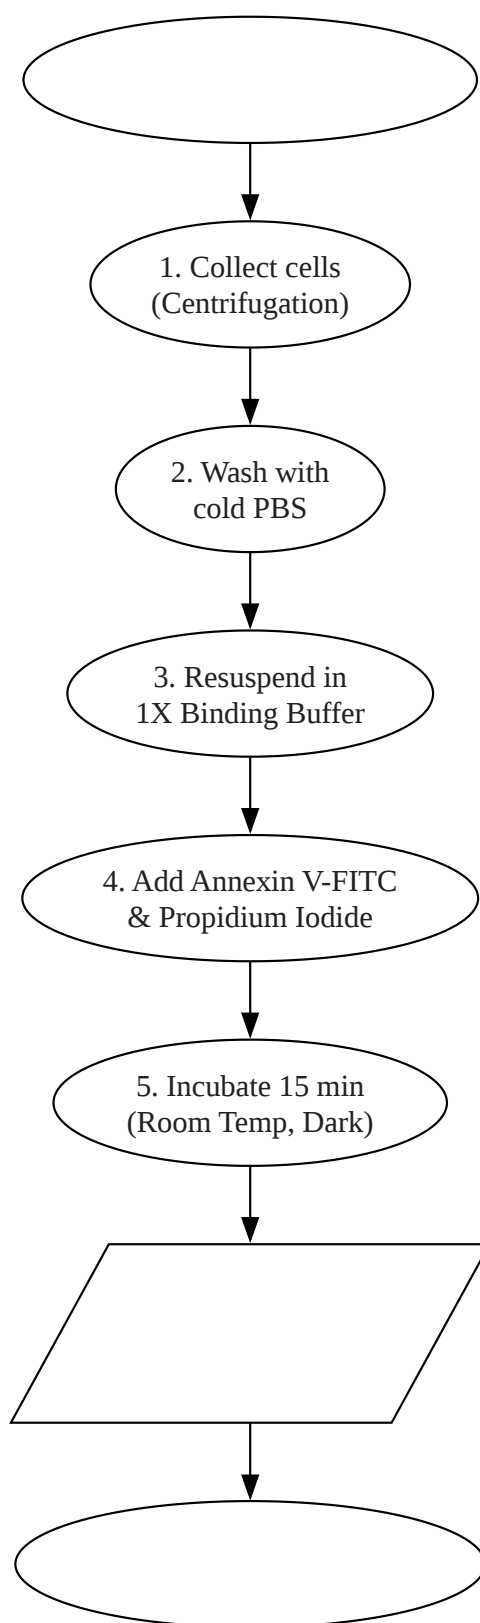 1. Collect cells
(Centrifugation)
2. Wash with
cold PBS
3. Resuspend in
1X Binding Buffer
4. Add Annexin V-FITC
& Propidium Iodide
5. Incubate 15 min
(Room Temp, Dark)